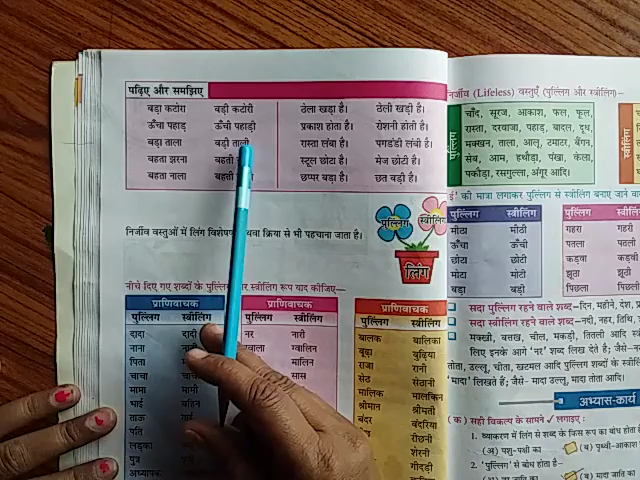 पढ़िए और समझिए
बड़ा कटोरा बड़ी कटोरी ठेला खड़ा है। ठेली खड़ी है।
ऊँचा पहाड़ ऊँची पहाड़ी प्रकाश होता है। रोशनी होती है।
बड़ा ताला बड़ी ताली रास्ता लंबा है। पगडंडी लंबी है।
बहता झरना बहती स्टूल छोटा है। मेज छोटी है।
बहता नाला बहती छप्पर बड़ा है। छत बड़ी है।
पुल्लिंग स्त्रीलिंग
लिंग
निर्जीव वस्तुओं में लिंग विशेषण क्रिया से भी पहचाना जाता है।
नीचे दिए गए शब्दों के पुल्लिंग स्त्रीलिंग रूप याद कीजिए—
प्राणिवाचक
पुल्लिंग स्त्रीलिंग
दादा दादी
नाना
पिता
चाचा
मामा
भाई बहिन
ताऊ
पति
लड़का
पुत्र
अध्यापक
प्राणिवाचक
पुल्लिंग स्त्रीलिंग
नर नारी
ग्वालिन
मालिन
सास
प्राणिवाचक
पुल्लिंग स्त्रीलिंग
बालक बालिका
बूढ़ा बुढ़िया
राजा रानी
सेठ सेठानी
मालिक मालकिन
श्रीमान श्रीमती
बंदर बंदरिया
रीछनी
शेरनी
गीदड़ी
निर्जीव (Lifeless) वस्तुएँ (पुल्लिंग और स्त्रीलिंग)
पुल्लिंग
चाँद, सूरज, आकाश, फल, फूल,
रास्ता, दरवाजा, पहाड़, बादल, दूध,
मक्खन, ताला, आलू, टमाटर, बैंगन,
सेब, आम, हथौड़ा, पंखा, केला,
पकौड़ा, रसगुल्ला, अंगूर आदि।
स्त्रीलिंग
की मात्रा लगाकर पुल्लिंग से स्त्रीलिंग बनाए जाने
पुल्लिंग स्त्रीलिंग
मीठा मीठी
ऊँचा ऊँची
छोटा छोटी
मोटा मोटी
बड़ा बड़ी
पुल्लिंग
गहरा गहरी
पतला पतली
कड़वा कड़वी
झूठा झूठी
पिछला पिछली
सदा पुल्लिंग रहने वाले शब्द–दिन, महीने, देश,
सदा स्त्रीलिंग रहने वाले शब्द–नदी, नहर, तिथि,
मक्खी, बत्तख, चील, मकड़ी, तितली आदि
लिए इनके आगे 'नर' शब्द लिख देते हैं; जैसे–
तोता, उल्लू, चीता, खटमल आदि पुल्लिंग शब्दों के
'मादा' लिखते हैं; जैसे– मादा उल्लू, मादा तोता आदि।
अभ्यास-कार्य
(क) सही विकल्प के सामने ✓ लगाइए :
1. व्याकरण में लिंग से शब्द के किस रूप का बोध होता
(अ) पशु-पक्षी का (ब) पृथ्वी-आकाश
2. 'पुल्लिंग' से बोध होता है–